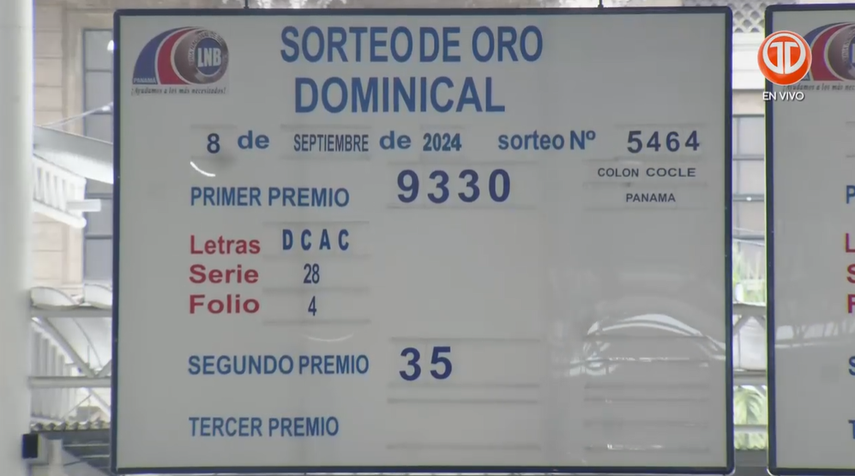 SORTEO DE ORO
DOMINICAL
LNB
PANAMÁ
¡Ayudamos a los más necesitados!
EN VIVO
8 de SEPTIEMBRE de 2024 sorteo Nº 5464
PRIMER PREMIO 9330 COLON COCLE
PANAMA
Letras DCAC
Serie 28
Folio 4
SEGUNDO PREMIO 35
TERCER PREMIO